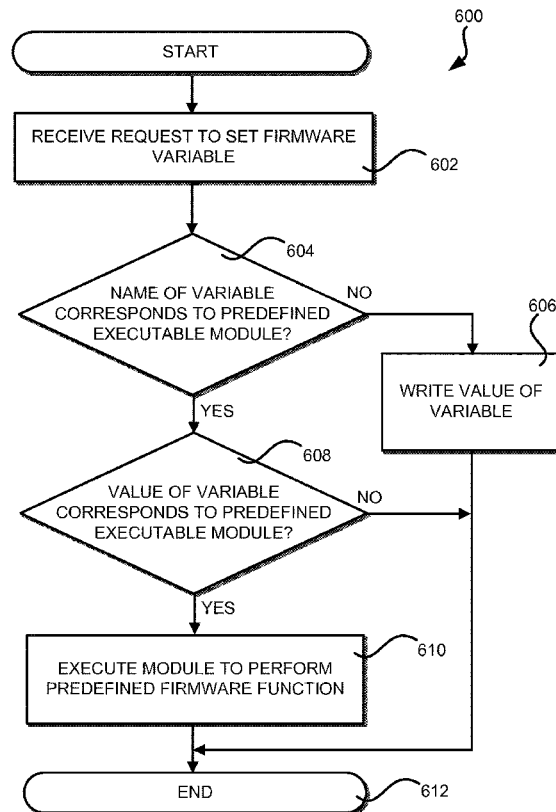 600
START
RECEIVE REQUEST TO SET FIRMWARE
VARIABLE
602
604
NAME OF VARIABLE
CORRESPONDS TO PREDEFINED
EXECUTABLE MODULE?
NO
606
WRITE VALUE OF
VARIABLE
YES
608
VALUE OF VARIABLE
CORRESPONDS TO PREDEFINED
EXECUTABLE MODULE?
NO
YES
610
EXECUTE MODULE TO PERFORM
PREDEFINED FIRMWARE FUNCTION
END
612